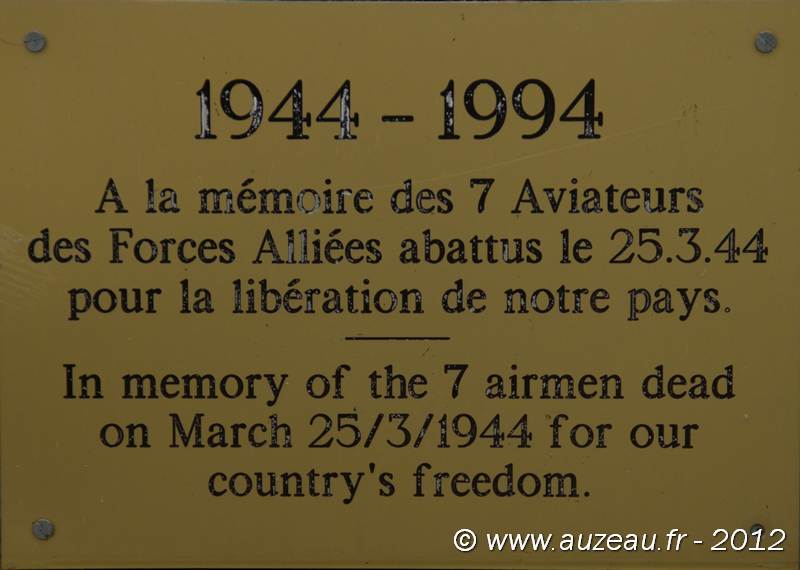 1944 – 1994
A la mémoire des 7 Aviateurs
des Forces Alliées abattus le 25.3.44
pour la libération de notre pays.
In memory of the 7 airmen dead
on March 25/3/1944 for our
country's freedom.
© www.auzeau.fr - 2012